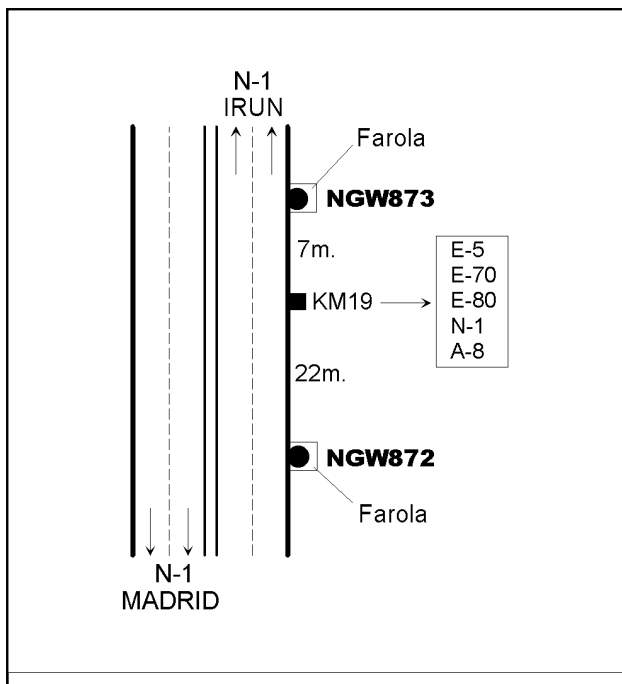 N-1
IRUN
Farola
NGW873
7m.
KM19
E-5
E-70
E-80
N-1
A-8
22m.
NGW872
Farola
N-1
MADRID